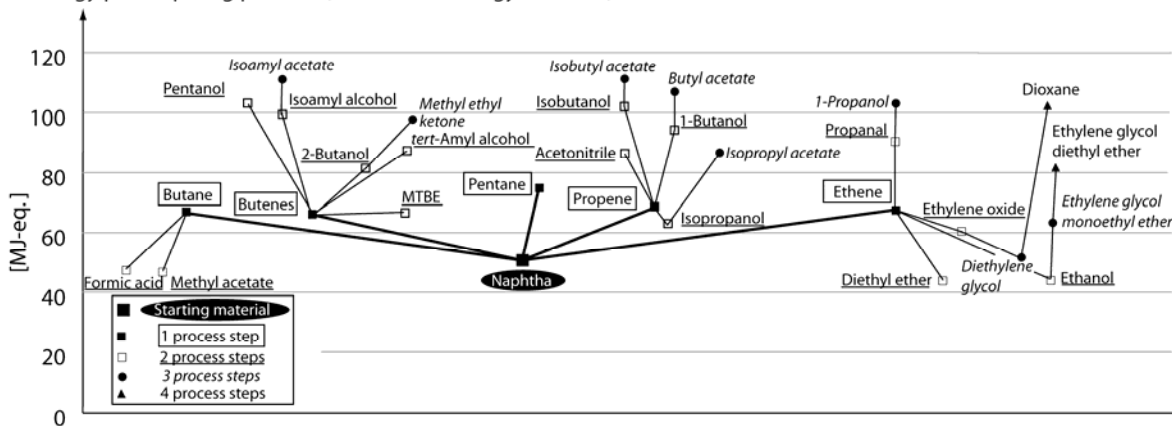 120
100
80
60
40
20
0
[MJ-eq.]
Isoamyl acetate
Pentanol
Isoamyl alcohol
Methyl ethyl
ketone
2-Butanol
tert-Amyl alcohol
Butane
Butenes
MTBE
Formic acid
Methyl acetate
Pentane
Naphtha
Isobutyl acetate
Butyl acetate
Isobutanol
1-Butanol
Acetonitrile
Isopropyl acetate
Propene
Isopropanol
1-Propanol
Propanal
Ethene
Dioxane
Ethylene glycol
diethyl ether
Ethylene oxide
Ethylene glycol
monoethyl ether
Diethyl ether
Diethylene
glycol
Ethanol
Starting material
1 process step
2 process steps
3 process steps
4 process steps